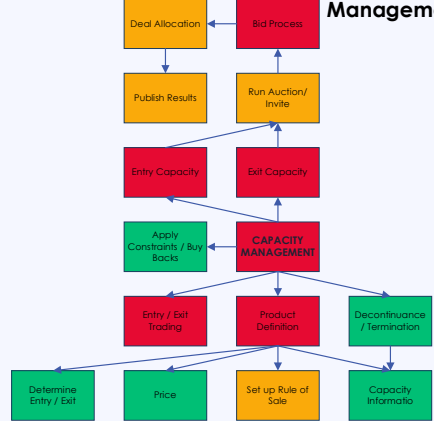 Managem
Deal Allocation
Bid Process
Publish Results
Run Auction/
Invite
Entry Capacity
Exit Capacity
Apply
Constraints / Buy
Backs
CAPACITY
MANAGEMENT
Entry / Exit
Trading
Product
Definition
Decontinuance
/ Termination
Determine
Entry / Exit
Price
Set up Rule of
Sale
Capacity
Informatio